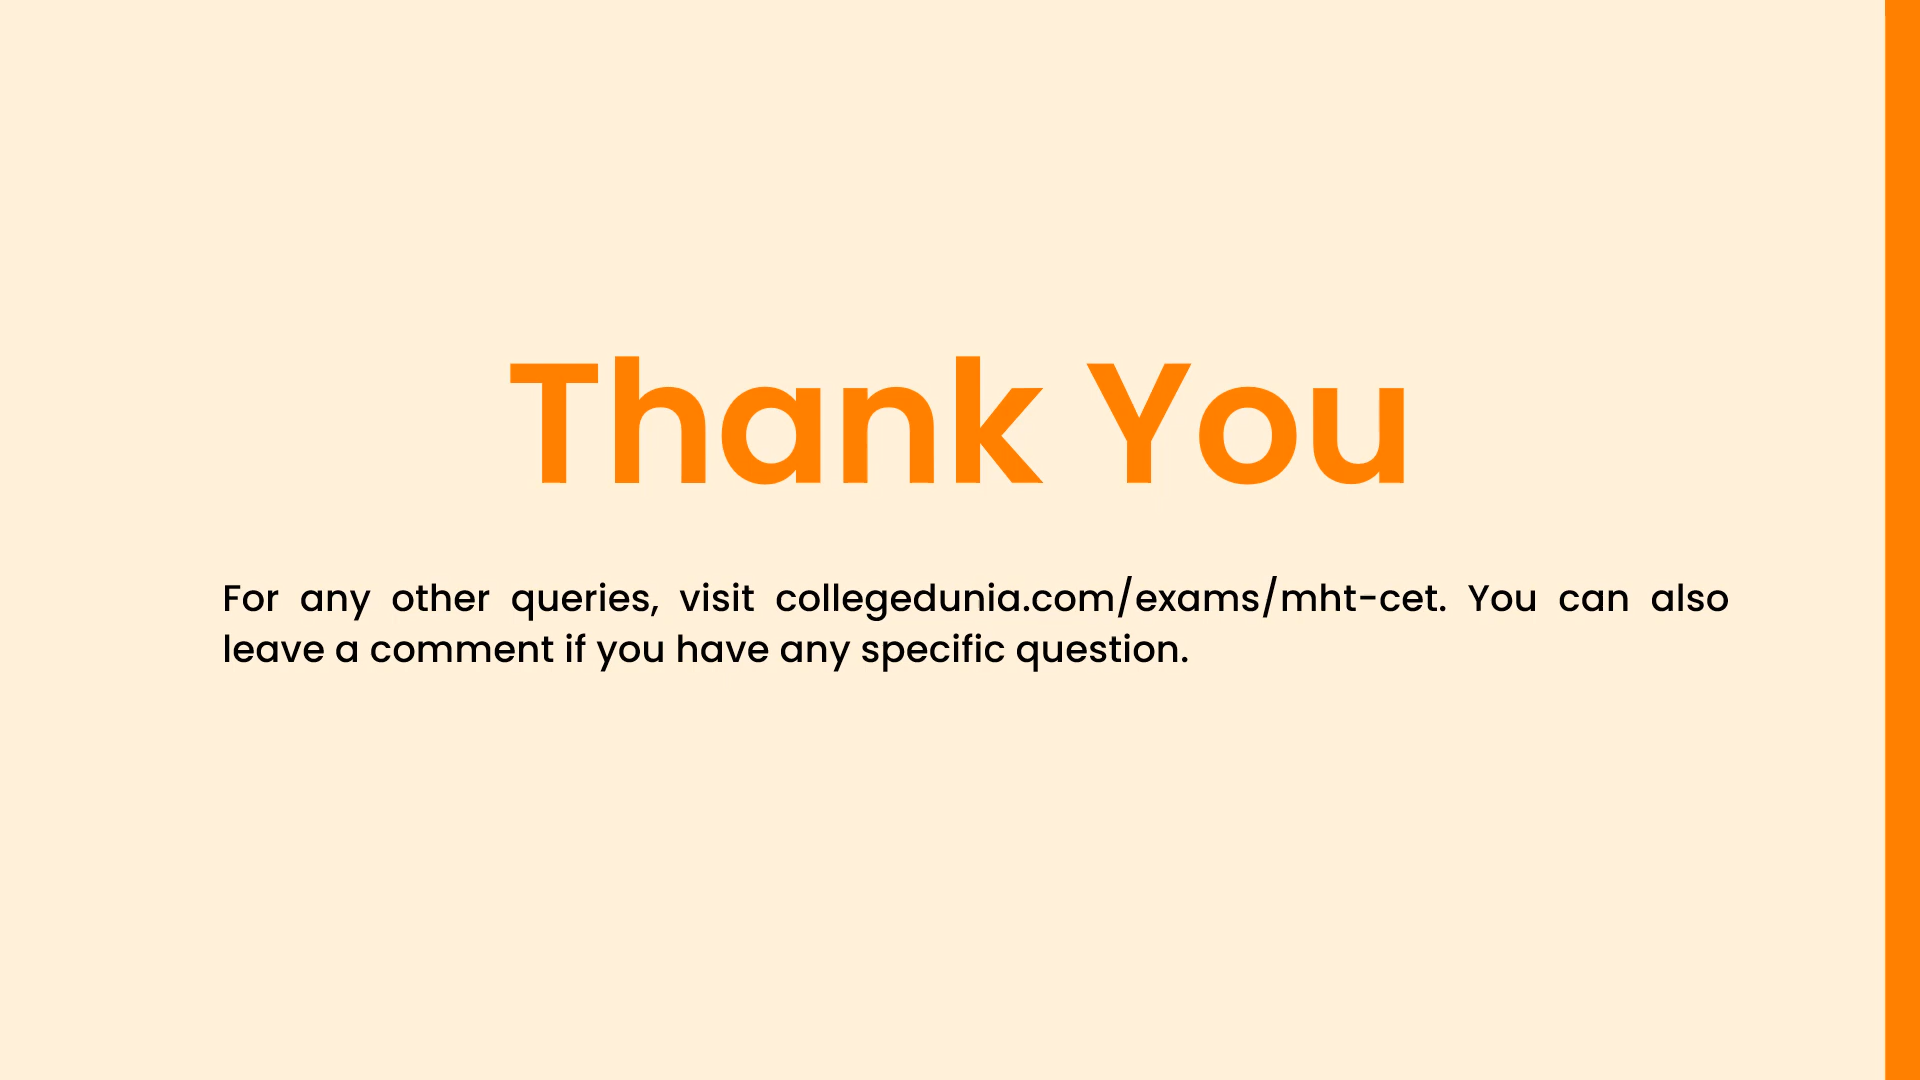 Thank You
For any other queries, visit collegedunia.com/exams/mht-cet. You can also
leave a comment if you have any specific question.